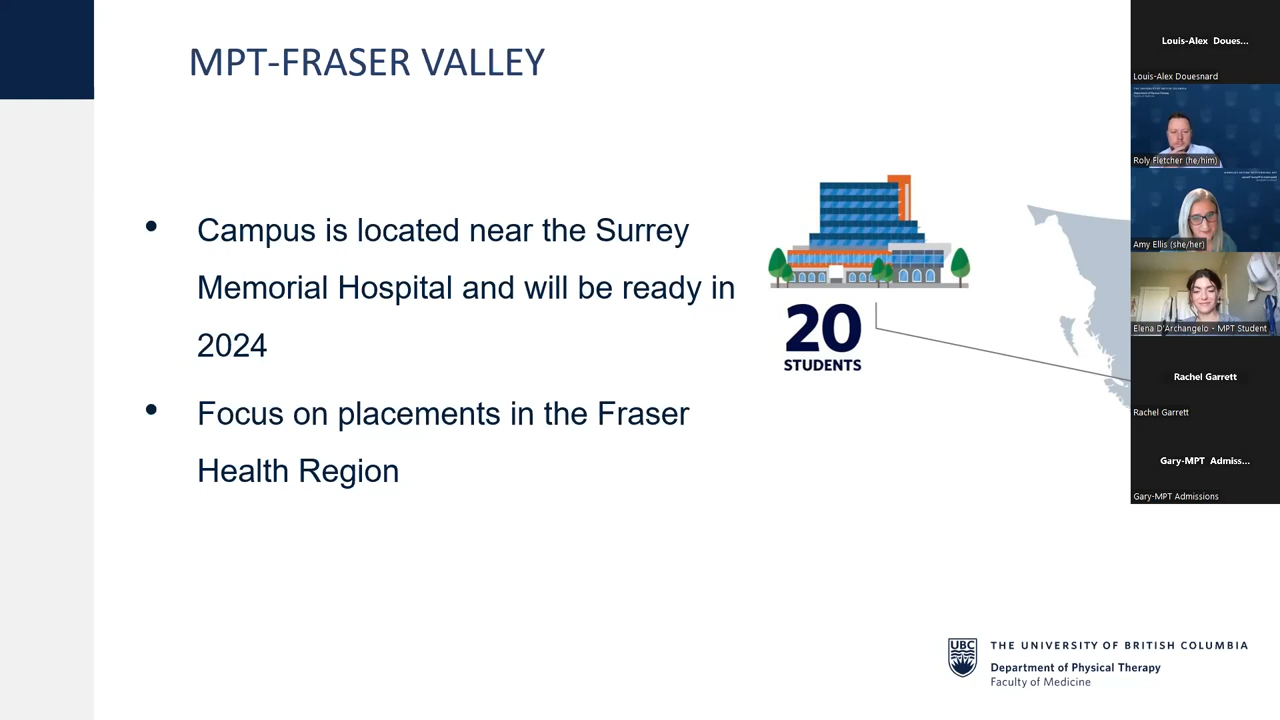 MPT-FRASER VALLEY
• Campus is located near the Surrey
Memorial Hospital and will be ready in
2024
• Focus on placements in the Fraser
Health Region
20
STUDENTS
Louis-Alex Doues...
Louis-Alex Douesnard
Roly Fletcher (he/him)
Amy Ellis (she/her)
Elena D'Archangelo - MPT Student
Rachel Garrett
Rachel Garrett
Gary-MPT Admiss...
Gary-MPT Admissions
UBC
THE UNIVERSITY OF BRITISH COLUMBIA
Department of Physical Therapy
Faculty of Medicine